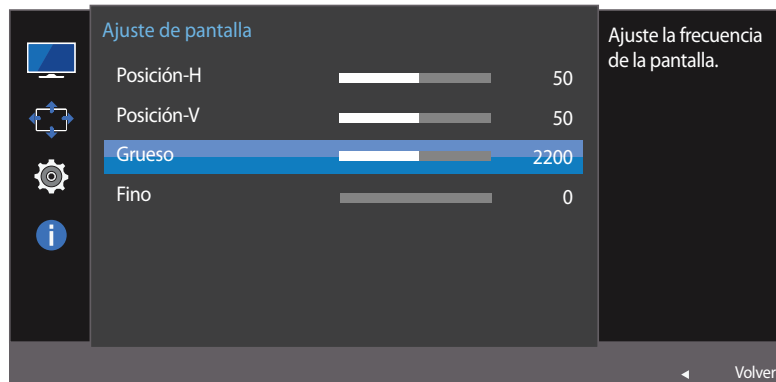 Ajuste de pantalla
Posición-H 50
Posición-V 50
Grueso 2200
Fino 0
Ajuste la frecuencia
de la pantalla.
Volver